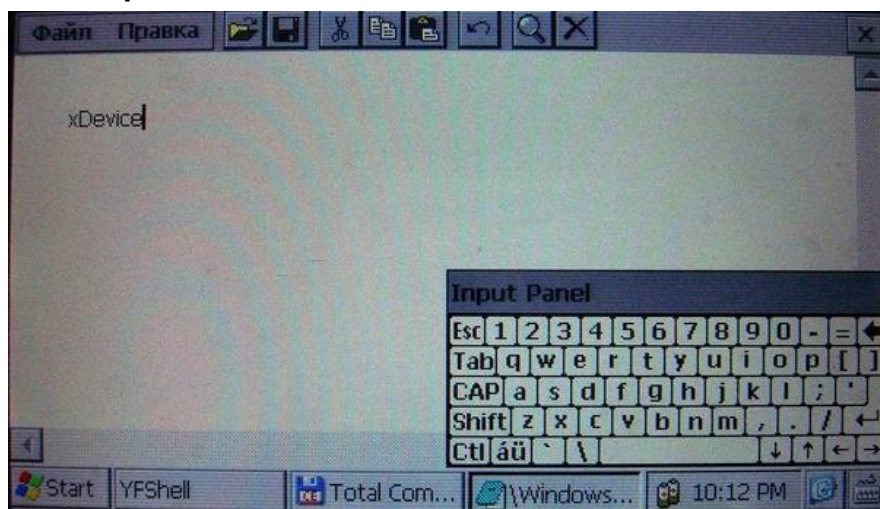 Файл Правка
xDevice
Input Panel
Esc 1 2 3 4 5 6 7 8 9 0 - =
Tab q w e r t y u i o p [ ]
CAP a s d f g h j k l ; '
Shift z x c v b n m , . /
Ctl áü ` \ ↓ ↑ ← →
Start YFShell Total Com... \Windows... 10:12 PM